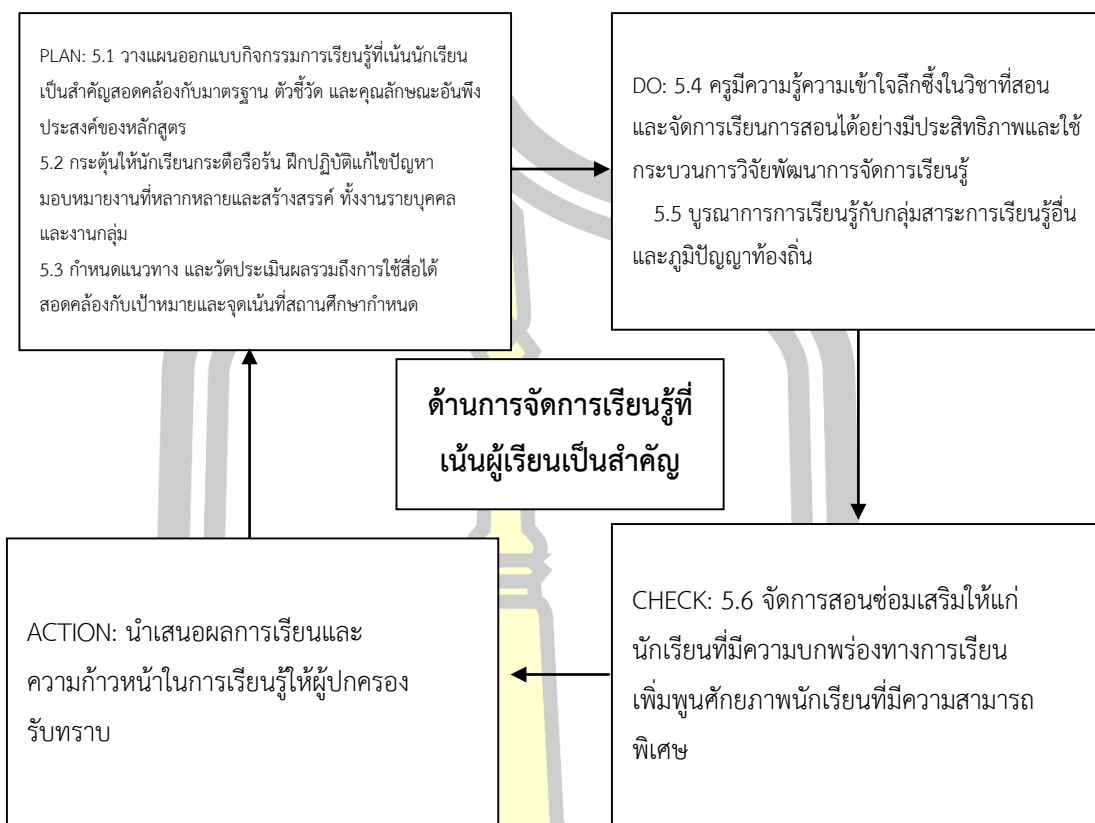 PLAN: 5.1 วางแผนออกแบบกิจกรรมการเรียนรู้ที่เน้นนักเรียน
เป็นสำคัญสอดคล้องกับมาตรฐาน ตัวชี้วัด และคุณลักษณะอันพึง
ประสงค์ของหลักสูตร
5.2 กระตุ้นให้นักเรียนกระตือรือร้น ฝึกปฏิบัติแก้ไขปัญหา
มอบหมายงานที่หลากหลายและสร้างสรรค์ ทั้งงานรายบุคคล
และงานกลุ่ม
5.3 กำหนดแนวทาง และวัดประเมินผลรวมถึงการใช้สื่อได้
สอดคล้องกับเป้าหมายและจุดเน้นที่สถานศึกษากำหนด
DO: 5.4 ครูมีความรู้ความเข้าใจลึกซึ้งในวิชาที่สอน
และจัดการเรียนการสอนได้อย่างมีประสิทธิภาพและใช้
กระบวนการวิจัยพัฒนาการจัดการเรียนรู้
5.5 บูรณาการการเรียนรู้กับกลุ่มสาระการเรียนรู้อื่น
และภูมิปัญญาท้องถิ่น
ด้านการจัดการเรียนรู้ที่
เน้นผู้เรียนเป็นสำคัญ
ACTION: นำเสนอผลการเรียนและ
ความก้าวหน้าในการเรียนรู้ให้ผู้ปกครอง
รับทราบ
CHECK: 5.6 จัดการสอนซ่อมเสริมให้แก่
นักเรียนที่มีความบกพร่องทางการเรียน
เพิ่มพูนศักยภาพนักเรียนที่มีความสามารถ
พิเศษ